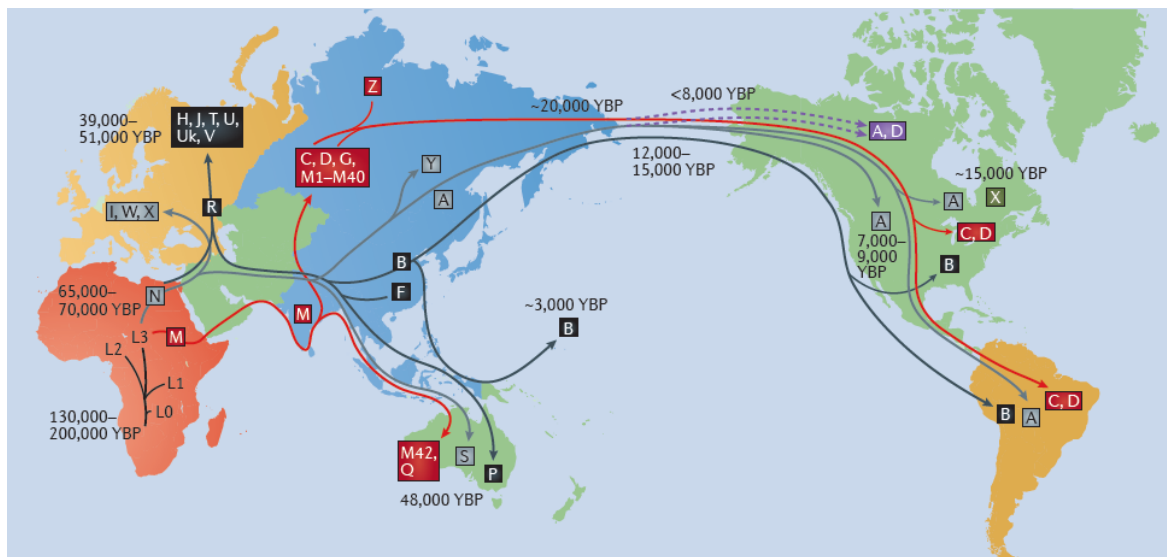 Z
~20,000 YBP
<8,000 YBP
39,000–
51,000 YBP
H, J, T, U,
Uk, V
A, D
C, D, G,
M1–M40
Y
12,000–
15,000 YBP
~15,000 YBP
A
A
X
I, W, X
R
A
7,000–
9,000
YBP
C, D
B
B
65,000–
70,000 YBP
N
F
~3,000 YBP
B
M
M
L3
L2
L1
L0
130,000–
200,000 YBP
C, D
B
A
M42,
Q
S
P
48,000 YBP